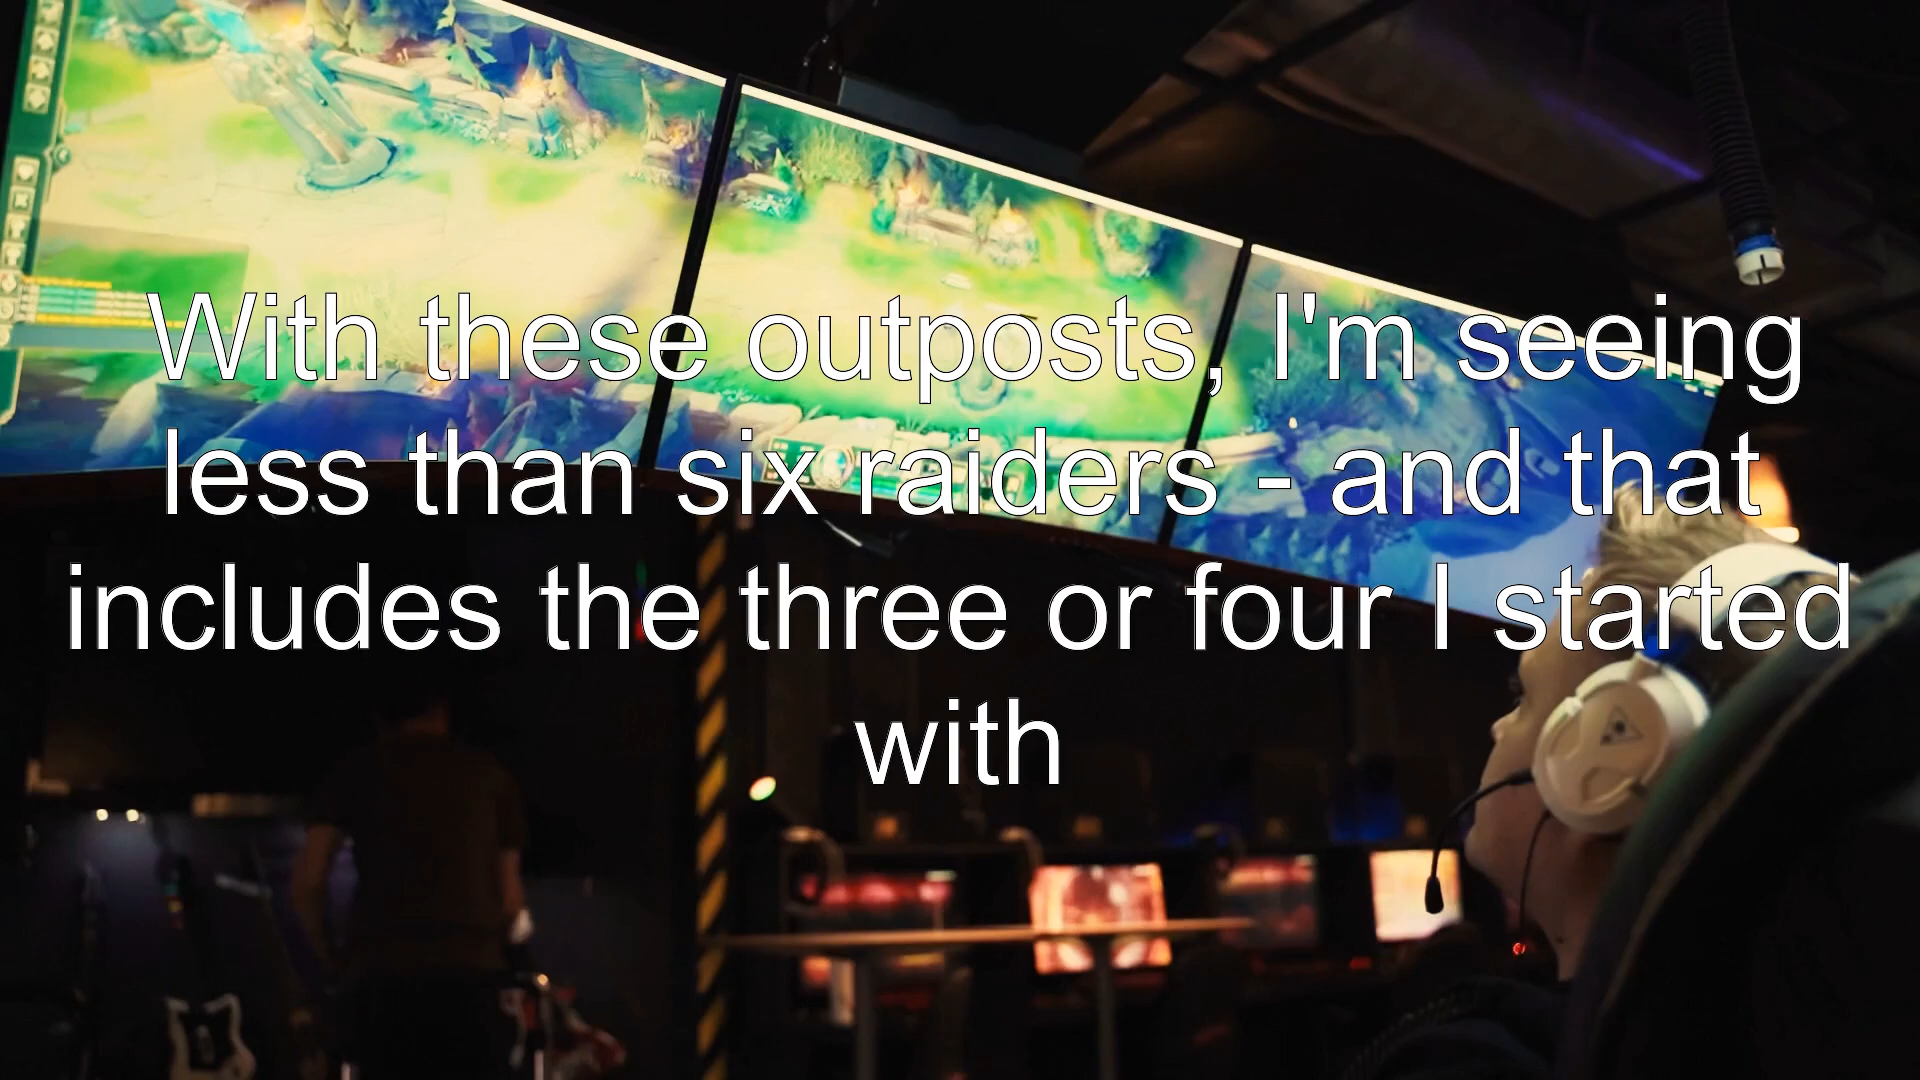 With these outposts, I'm seeing
less than six raiders - and that
includes the three or four I started
with